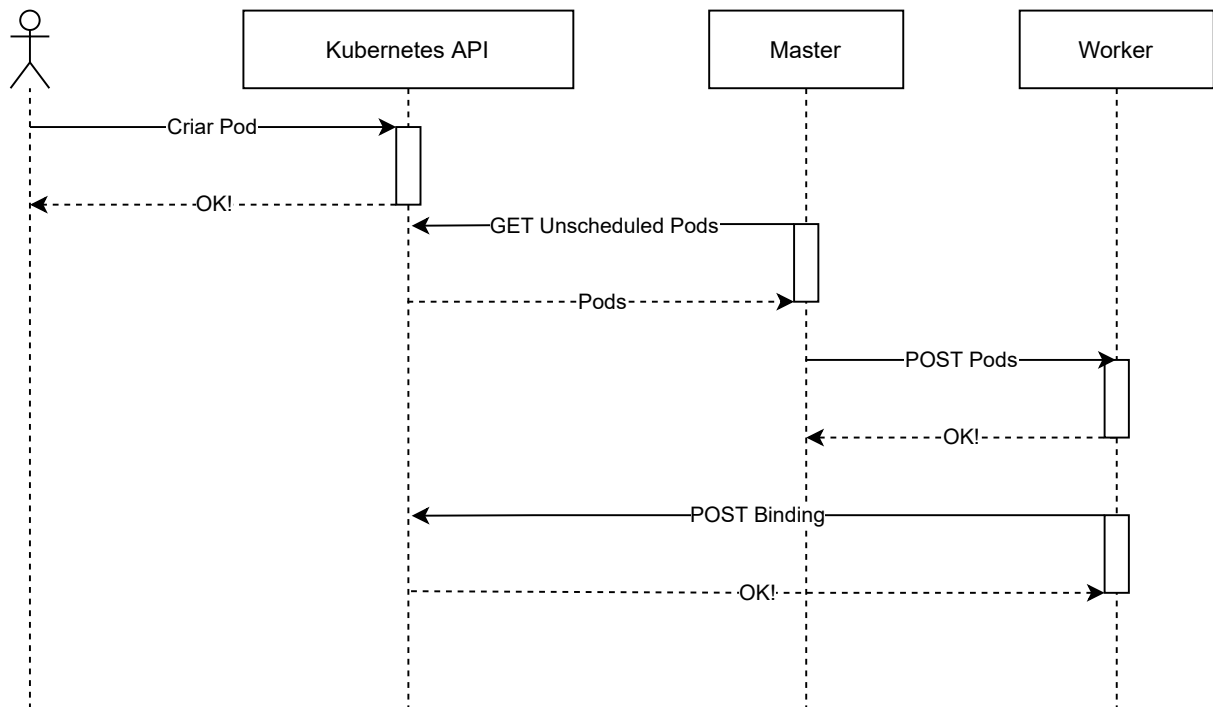 Kubernetes API
Master
Worker
Criar Pod
OK!
GET Unscheduled Pods
Pods
POST Pods
OK!
POST Binding
OK!